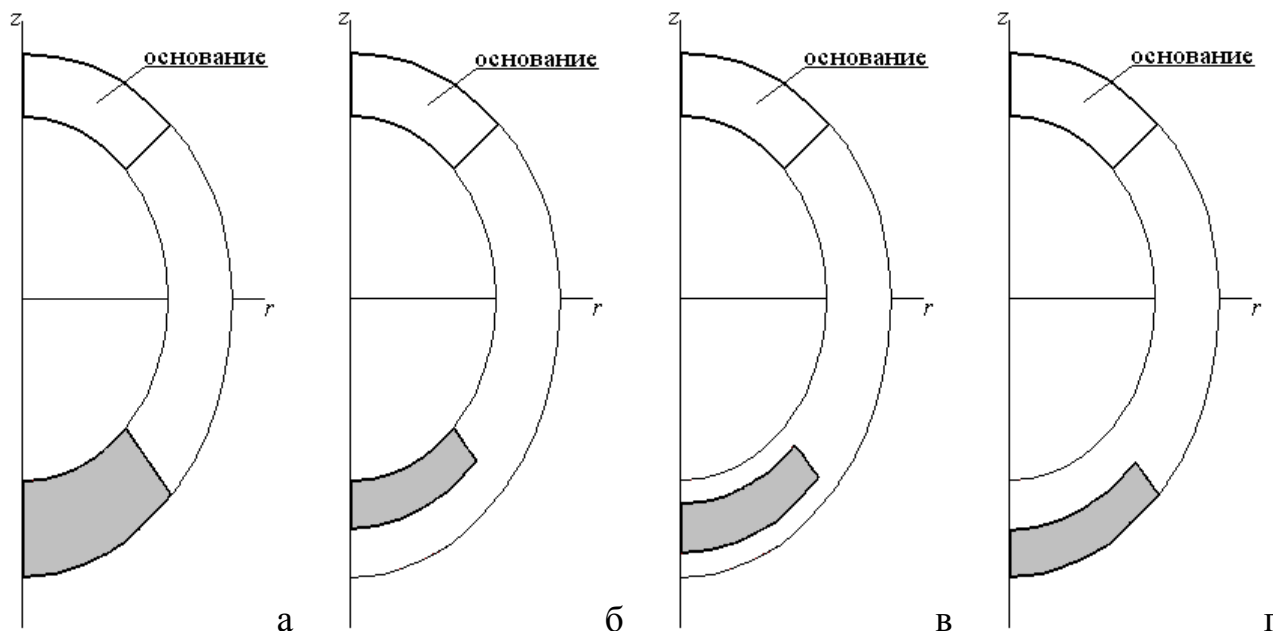 z z z z
основание основание основание основание
r r r r
а б в г